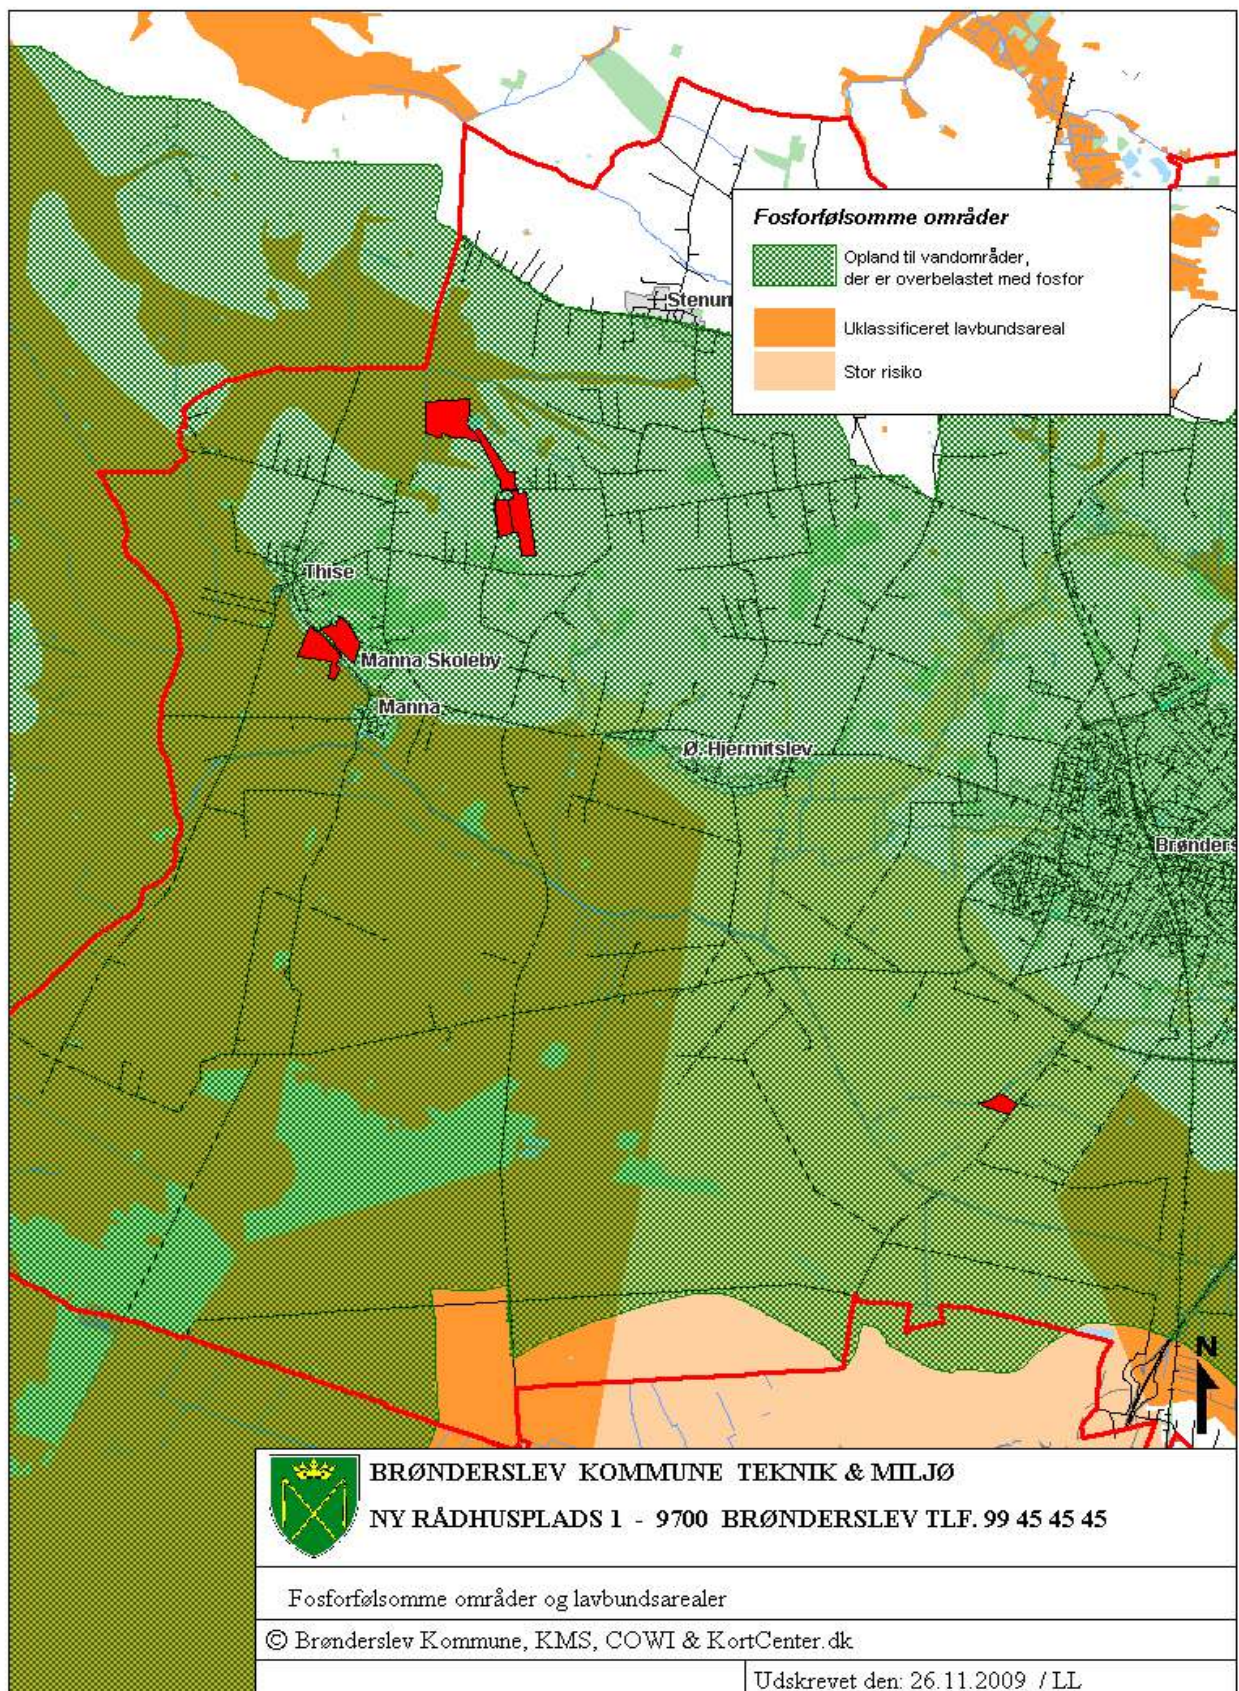 Fosforfølsomme områder
Opland til vandområder,
der er overbelastet med fosfor
Stenum
Uklassificeret lavbundsareal
Stor risiko
Thise
Manna Skoleby
Manna
Ø. Hjermitslev
Brønders
N
BRØNDERSLEV KOMMUNE TEKNIK & MILJØ
NY RÅDHUSPLADS 1 - 9700 BRØNDERSLEV TLF. 99 45 45 45
Fosforfølsomme områder og lavbundsarealer
© Brønderslev Kommune, KMS, COWI & KortCenter.dk
Udskrevet den: 26.11.2009 / LL